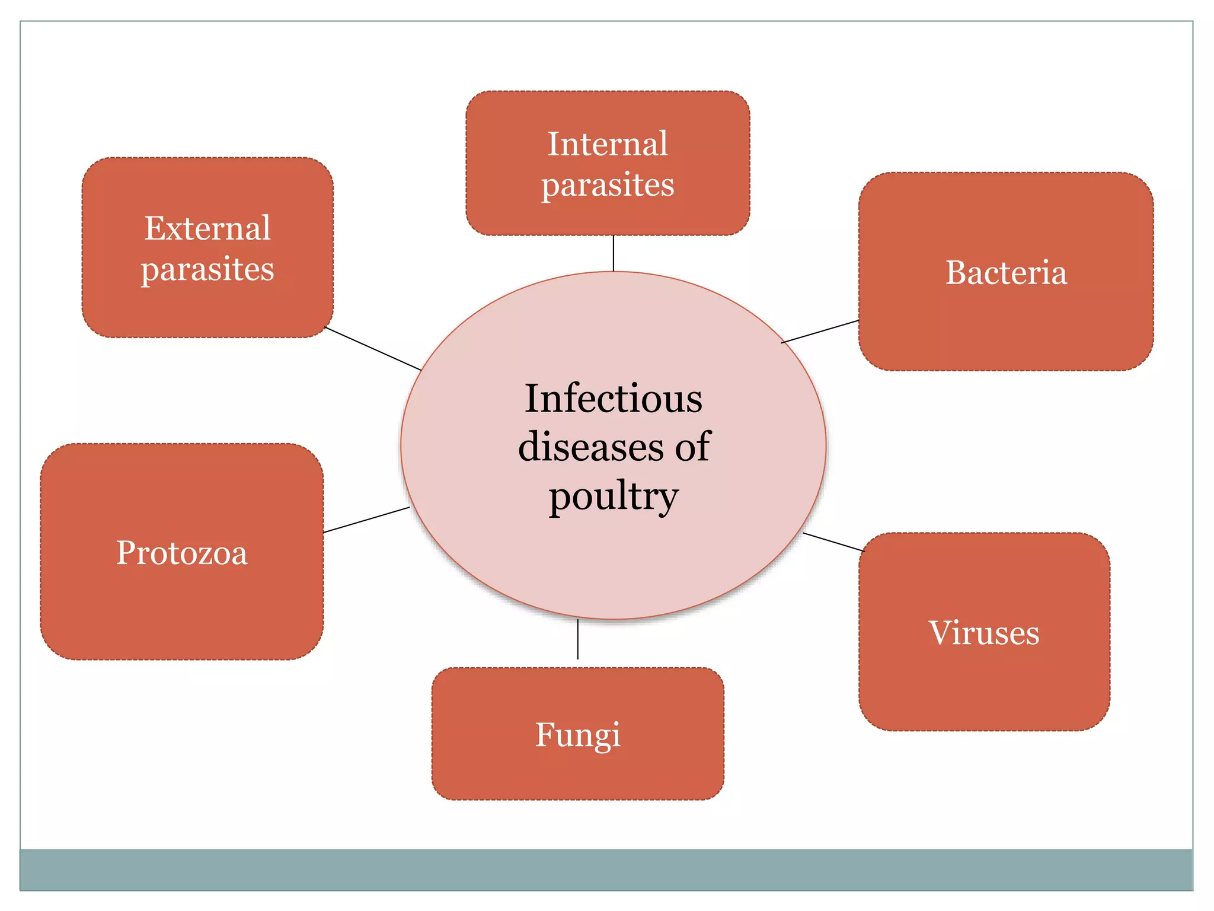 Internal
parasites
External
parasites
Bacteria
Infectious
diseases of
poultry
Protozoa
Viruses
Fungi